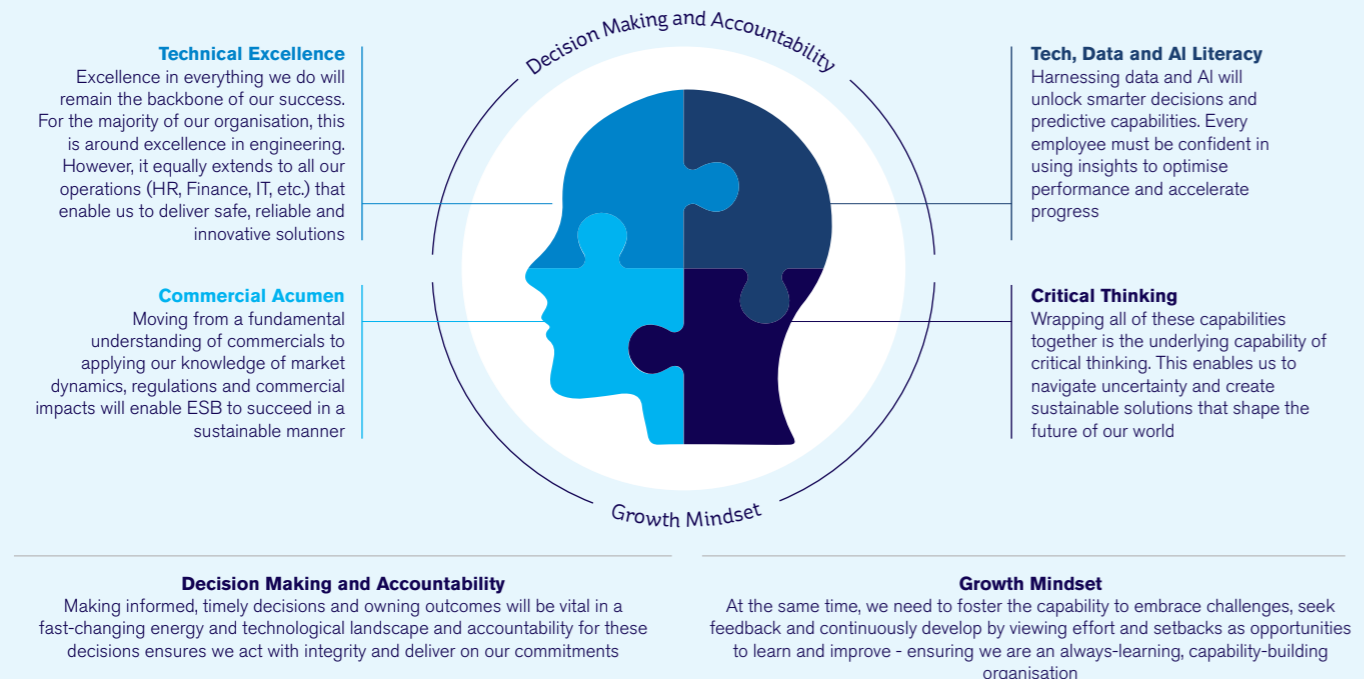 Decision Making and Accountability
Technical Excellence
Excellence in everything we do will
remain the backbone of our success.
For the majority of our organisation, this
is around excellence in engineering.
However, it equally extends to all our
operations (HR, Finance, IT, etc.) that
enable us to deliver safe, reliable and
innovative solutions
Tech, Data and AI Literacy
Harnessing data and AI will
unlock smarter decisions and
predictive capabilities. Every
employee must be confident in
using insights to optimise
performance and accelerate
progress
Commercial Acumen
Moving from a fundamental
understanding of commercials to
applying our knowledge of market
dynamics, regulations and commercial
impacts will enable ESB to succeed in a
sustainable manner
Critical Thinking
Wrapping all of these capabilities
together is the underlying capability of
critical thinking. This enables us to
navigate uncertainty and create
sustainable solutions that shape the
future of our world
Growth Mindset
Decision Making and Accountability
Making informed, timely decisions and owning outcomes will be vital in a
fast-changing energy and technological landscape and accountability for these
decisions ensures we act with integrity and deliver on our commitments
Growth Mindset
At the same time, we need to foster the capability to embrace challenges, seek
feedback and continuously develop by viewing effort and setbacks as opportunities
to learn and improve - ensuring we are an always-learning, capability-building
organisation